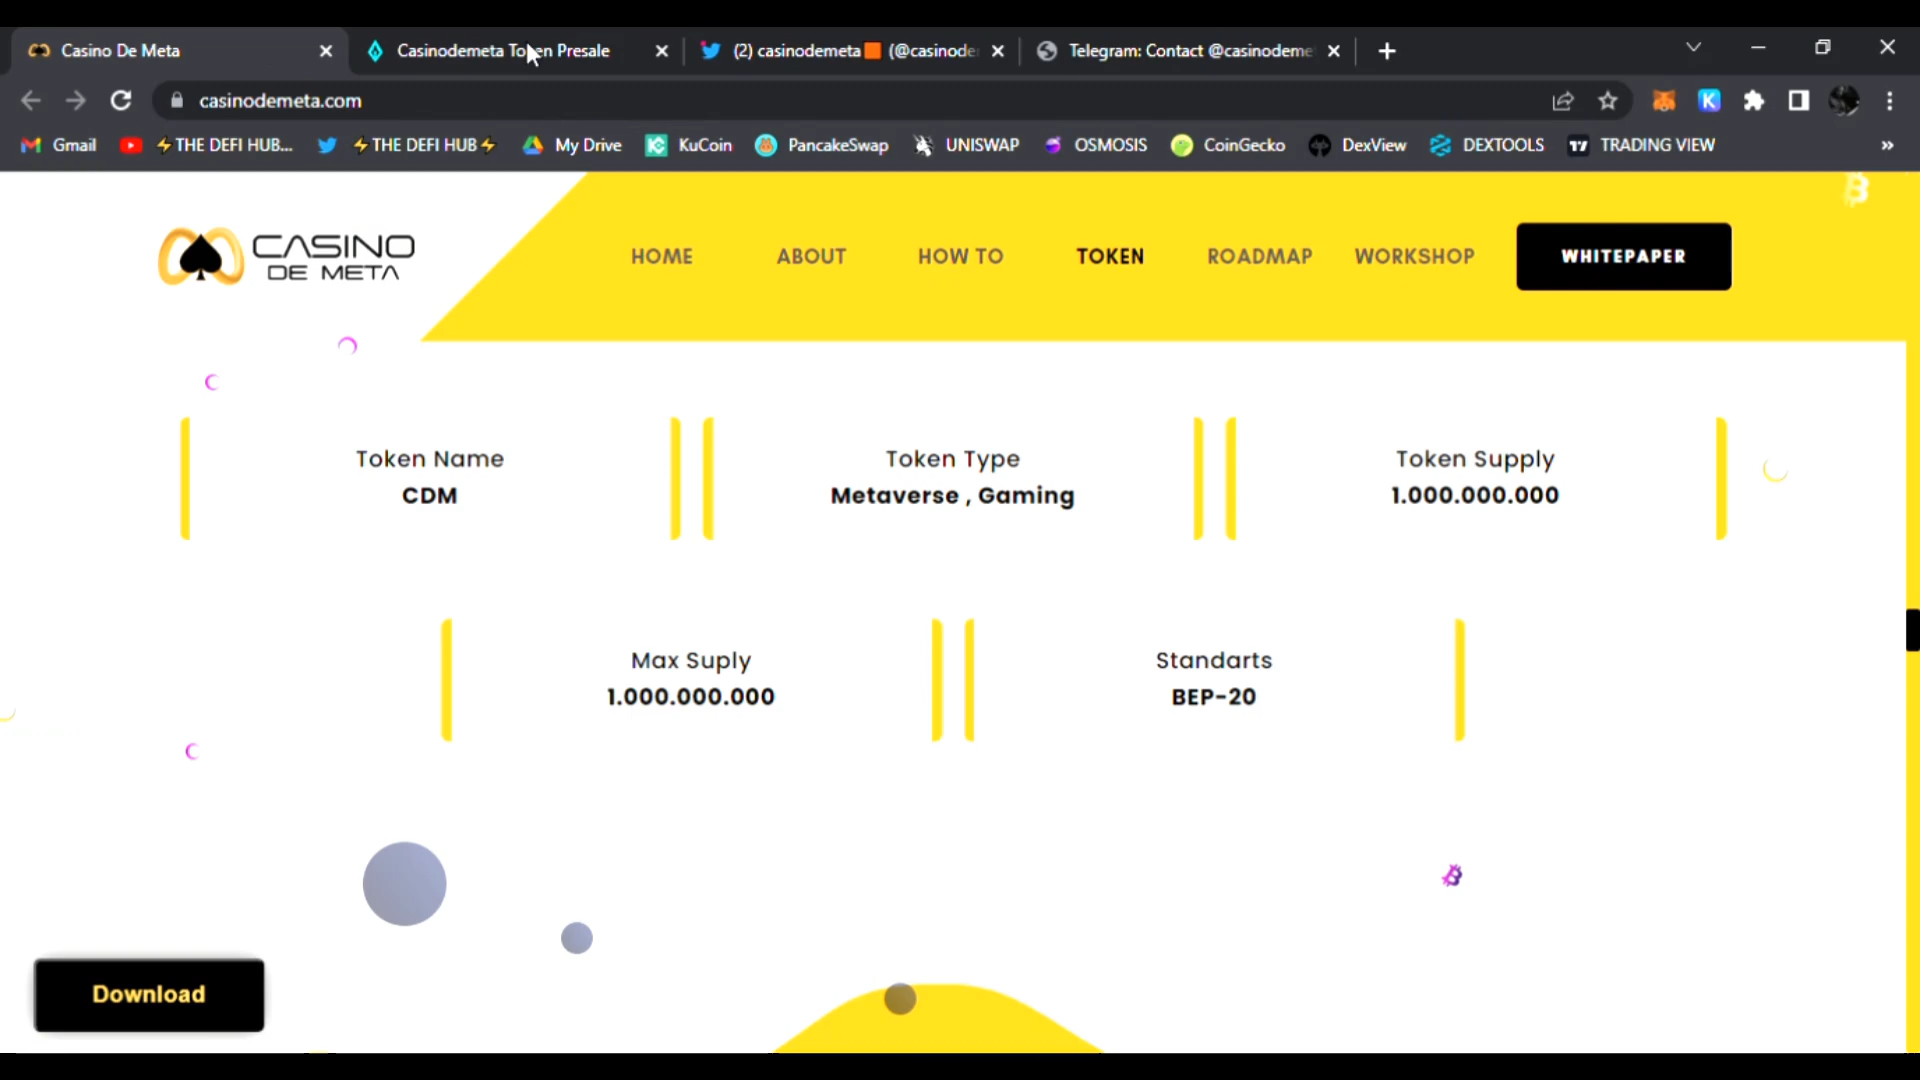 Casino De Meta
Casinodemeta Token Presale
(2) casinodemeta🟧 (@casinode
Telegram: Contact @casinodeme
casinodemeta.com
K
Gmail
⚡THE DEFI HUB...
⚡THE DEFI HUB⚡
My Drive
KuCoin
PancakeSwap
UNISWAP
OSMOSIS
CoinGecko
DexView
DEXTOOLS
TRADING VIEW
»
CASINO
DE META
HOME
ABOUT
HOW TO
TOKEN
ROADMAP
WORKSHOP
WHITEPAPER
Token Name
CDM
Token Type
Metaverse , Gaming
Token Supply
1.000.000.000
Max Suply
1.000.000.000
Standarts
BEP-20
Download